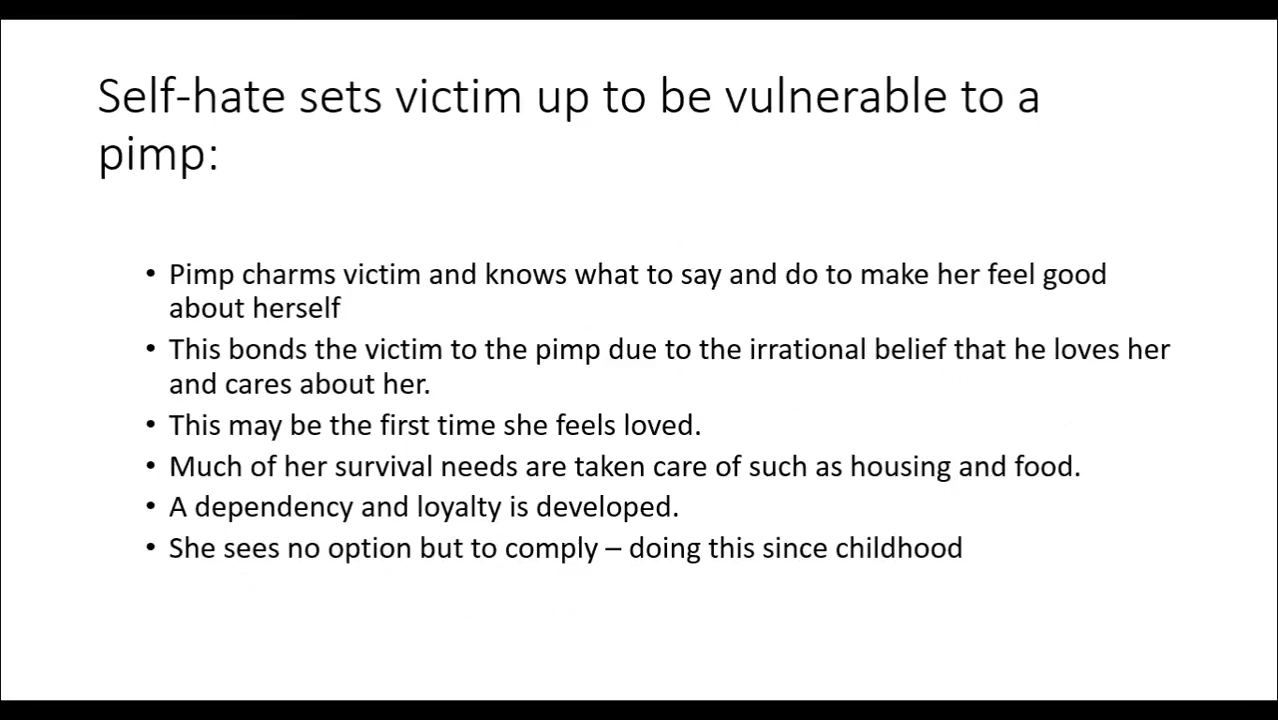 Self-hate sets victim up to be vulnerable to a
pimp:
• Pimp charms victim and knows what to say and do to make her feel good
about herself
• This bonds the victim to the pimp due to the irrational belief that he loves her
and cares about her.
• This may be the first time she feels loved.
• Much of her survival needs are taken care of such as housing and food.
• A dependency and loyalty is developed.
• She sees no option but to comply – doing this since childhood